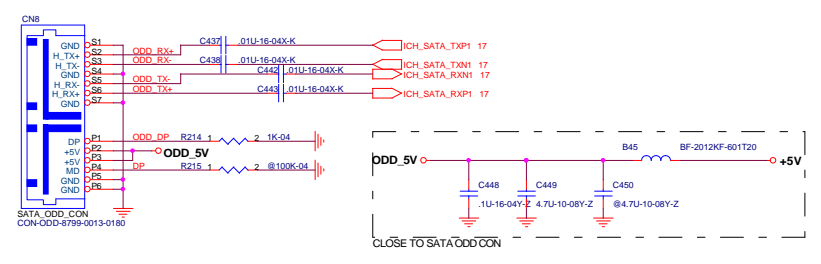 CN8
GND S1
H_TX+ S2 ODD_RX+ C437 .01U-16-04X-K ICH_SATA_TXP1 17
H_TX- S3 ODD_RX- C438 .01U-16-04X-K ICH_SATA_TXN1 17
GND S4
H_RX- S5 ODD_TX- C442 .01U-16-04X-K ICH_SATA_RXN1 17
H_RX+ S6 ODD_TX+ C443 .01U-16-04X-K ICH_SATA_RXP1 17
GND S7
DP P1 ODD_DP R214 1 2 1K-04
+5V P2 ODD_5V
+5V P3
MD P4 DP R215 1 2 @100K-04
GND P5
GND P6
SATA_ODD_CON
CON-ODD-8799-0013-0180
B45 BF-2012KF-601T20
ODD_5V +5V
C448 C449 C450
.1U-16-04Y-Z 4.7U-10-08Y-Z @4.7U-10-08Y-Z
CLOSE TO SATA ODD CON